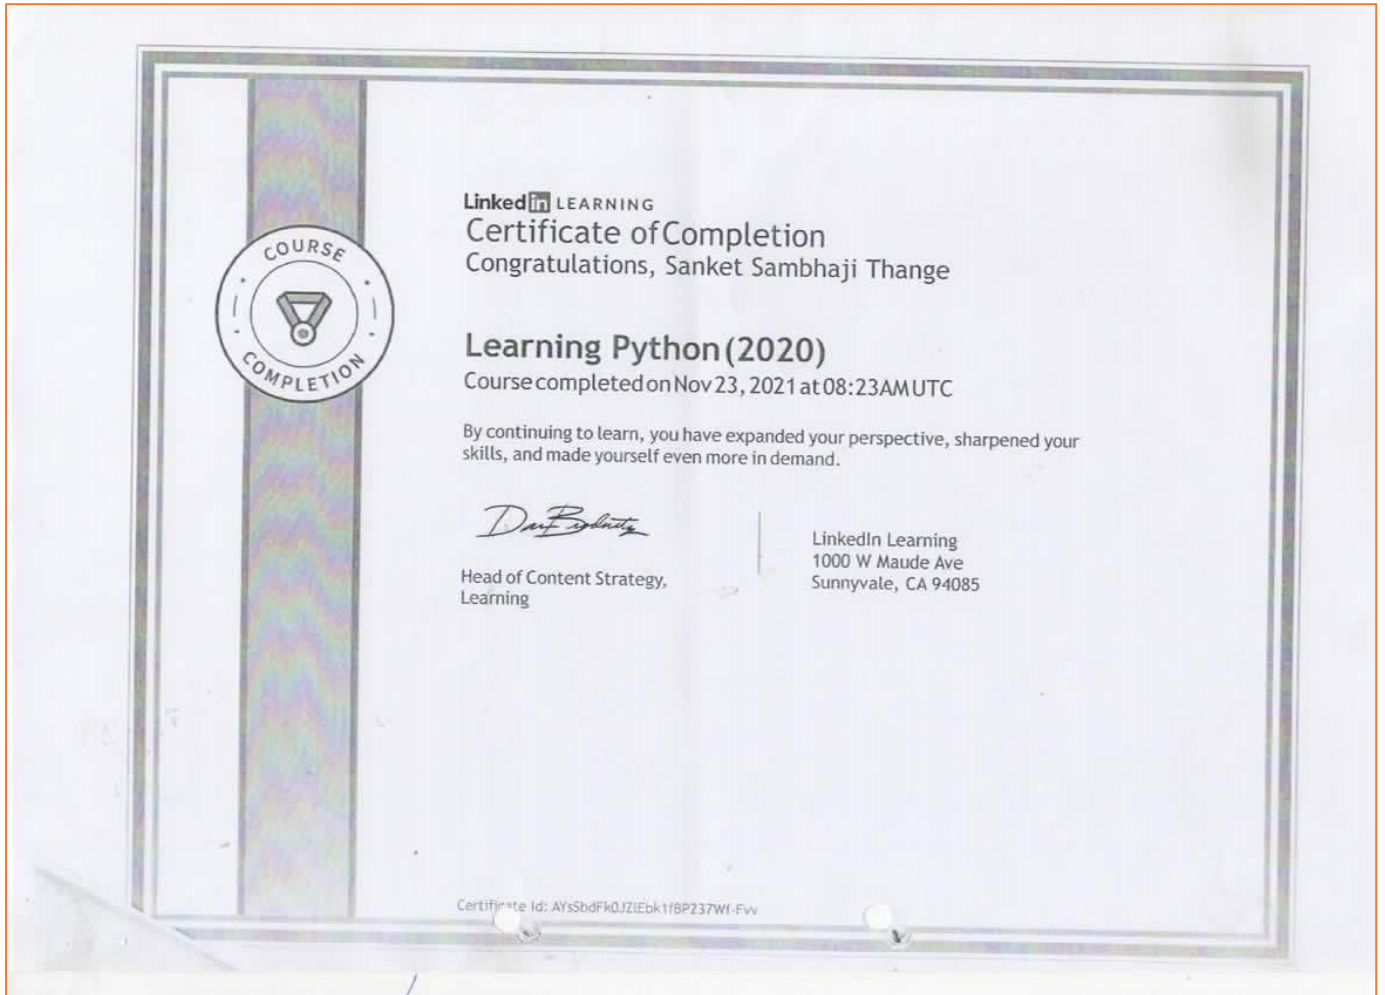 Linked in LEARNING
Certificate of Completion
Congratulations, Sanket Sambhaji Thange
COURSE
COMPLETION
Learning Python (2020)
Course completed on Nov 23, 2021 at 08:23AM UTC
By continuing to learn, you have expanded your perspective, sharpened your
skills, and made yourself even more in demand.
Head of Content Strategy,
Learning
LinkedIn Learning
1000 W Maude Ave
Sunnyvale, CA 94085
Certificate Id: